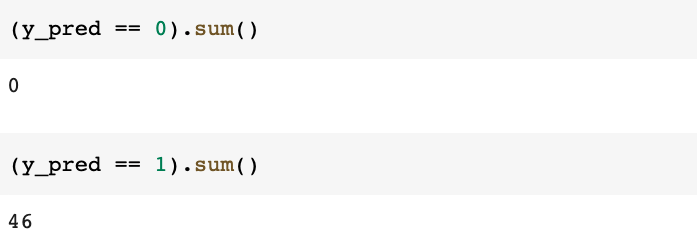 (y_pred == 0).sum()
0
(y_pred == 1).sum()
46